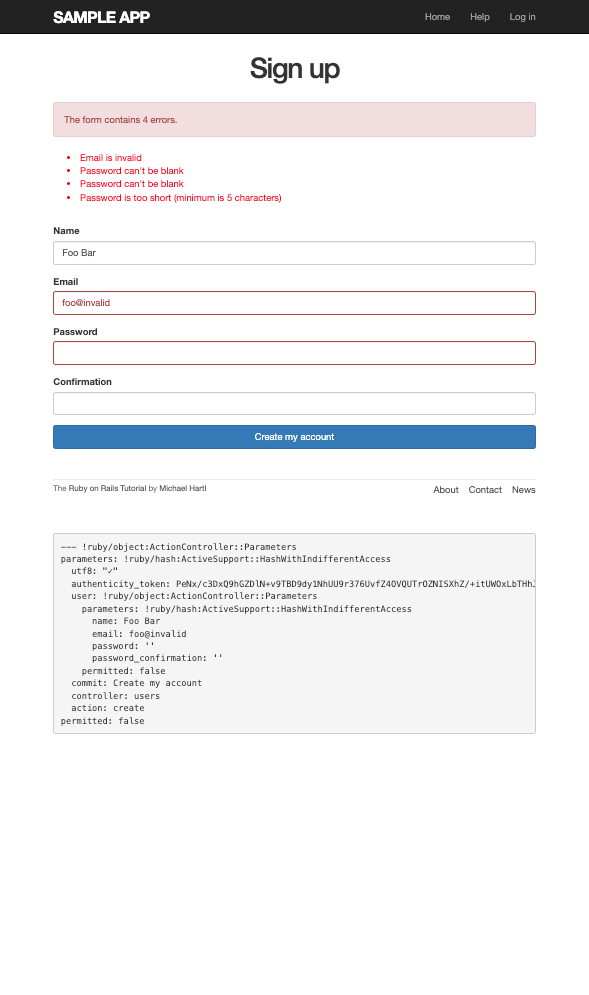 SAMPLE APP Home Help Log in
Sign up
The form contains 4 errors.
• Email is invalid
• Password can't be blank
• Password can't be blank
• Password is too short (minimum is 5 characters)
Name
Foo Bar
Email
foo@invalid
Password
Confirmation
Create my account
The Ruby on Rails Tutorial by Michael Hartl About Contact News
--- !ruby/object:ActionController::Parameters
parameters: !ruby/hash:ActiveSupport::HashWithIndifferentAccess
  utf8: "✓"
  authenticity_token: PeNx/c3DxQ9hGZDlN+v9TBD9dy1NhUU9r376UvfZ4OVQUTrOZNISXhZ/+itUWOxLbTHh
  user: !ruby/object:ActionController::Parameters
    parameters: !ruby/hash:ActiveSupport::HashWithIndifferentAccess
      name: Foo Bar
      email: foo@invalid
      password: ''
      password_confirmation: ''
    permitted: false
  commit: Create my account
  controller: users
  action: create
permitted: false